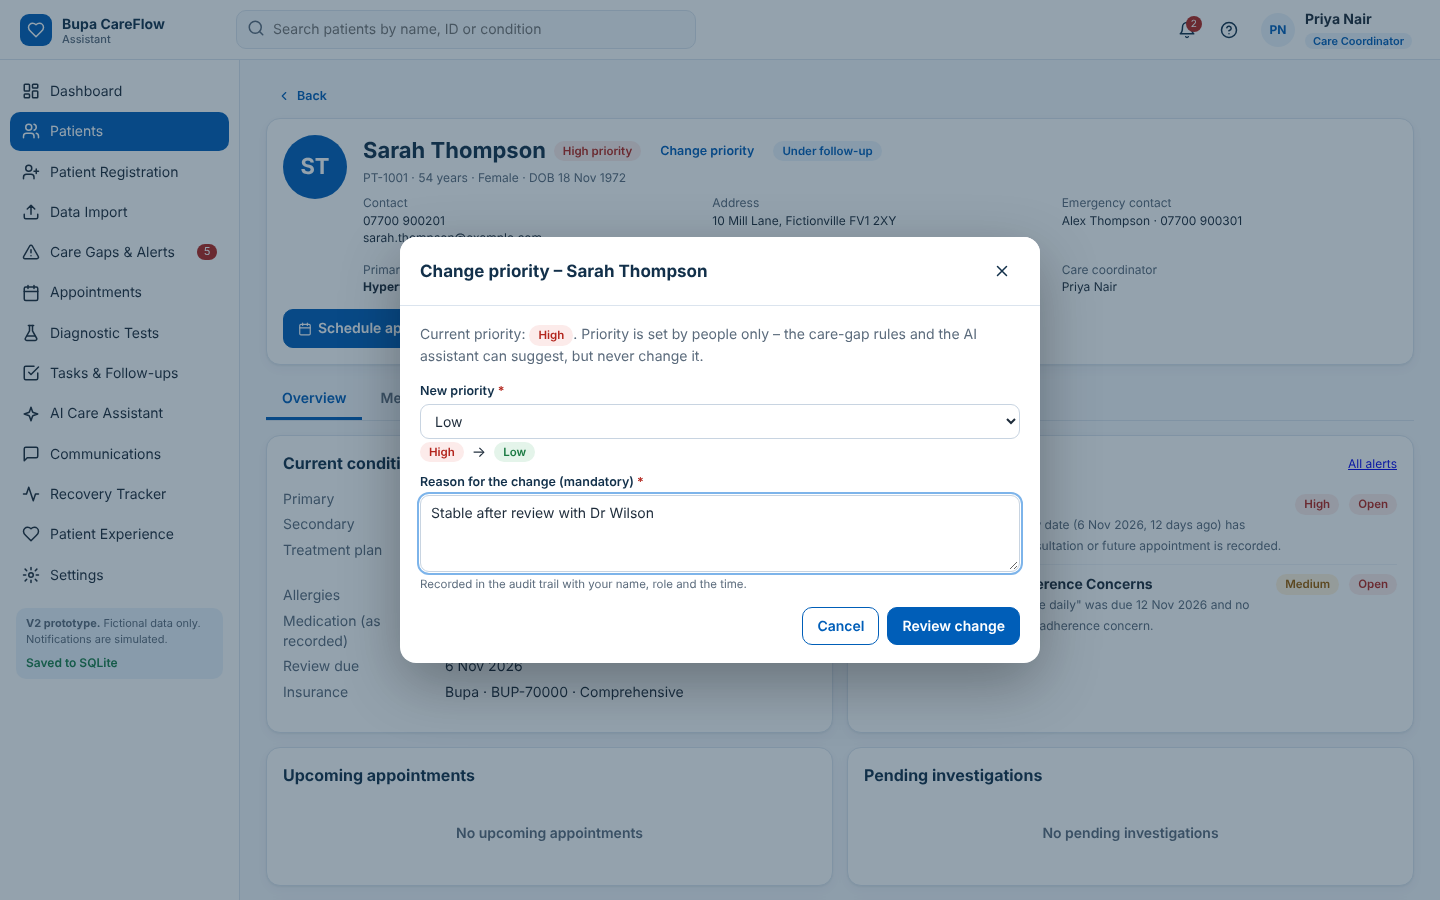 Bupa CareFlow
Assistant
Search patients by name, ID or condition
2
PN
Priya Nair
Care Coordinator
Dashboard
Patients
Patient Registration
Data Import
Care Gaps & Alerts 5
Appointments
Diagnostic Tests
Tasks & Follow-ups
AI Care Assistant
Communications
Recovery Tracker
Patient Experience
Settings
V2 prototype. Fictional data only.
Notifications are simulated.
Saved to SQLite
Back
ST
Sarah Thompson High priority Change priority Under follow-up
PT-1001 · 54 years · Female · DOB 18 Nov 1972
Contact
07700 900201
sarah.thompson@example.com
Address
10 Mill Lane, Fictionville FV1 2XY
Emergency contact
Alex Thompson · 07700 900301
Care coordinator
Priya Nair
Schedule
Overview
Change priority – Sarah Thompson
Current priority: High. Priority is set by people only – the care-gap rules and the AI
assistant can suggest, but never change it.
New priority *
Low
High → Low
Reason for the change (mandatory) *
Stable after review with Dr Wilson
Recorded in the audit trail with your name, role and the time.
Cancel
Review change
Current
Primary
Secondary
Treatment plan
Allergies
Medication (as
recorded)
Review due 6 Nov 2026
Insurance Bupa · BUP-70000 · Comprehensive
All alerts
High Open
date (6 Nov 2026, 12 days ago) has
or future appointment is recorded.
Concerns Medium Open
daily" was due 12 Nov 2026 and no
adherence concern.
Upcoming appointments
No upcoming appointments
Pending investigations
No pending investigations